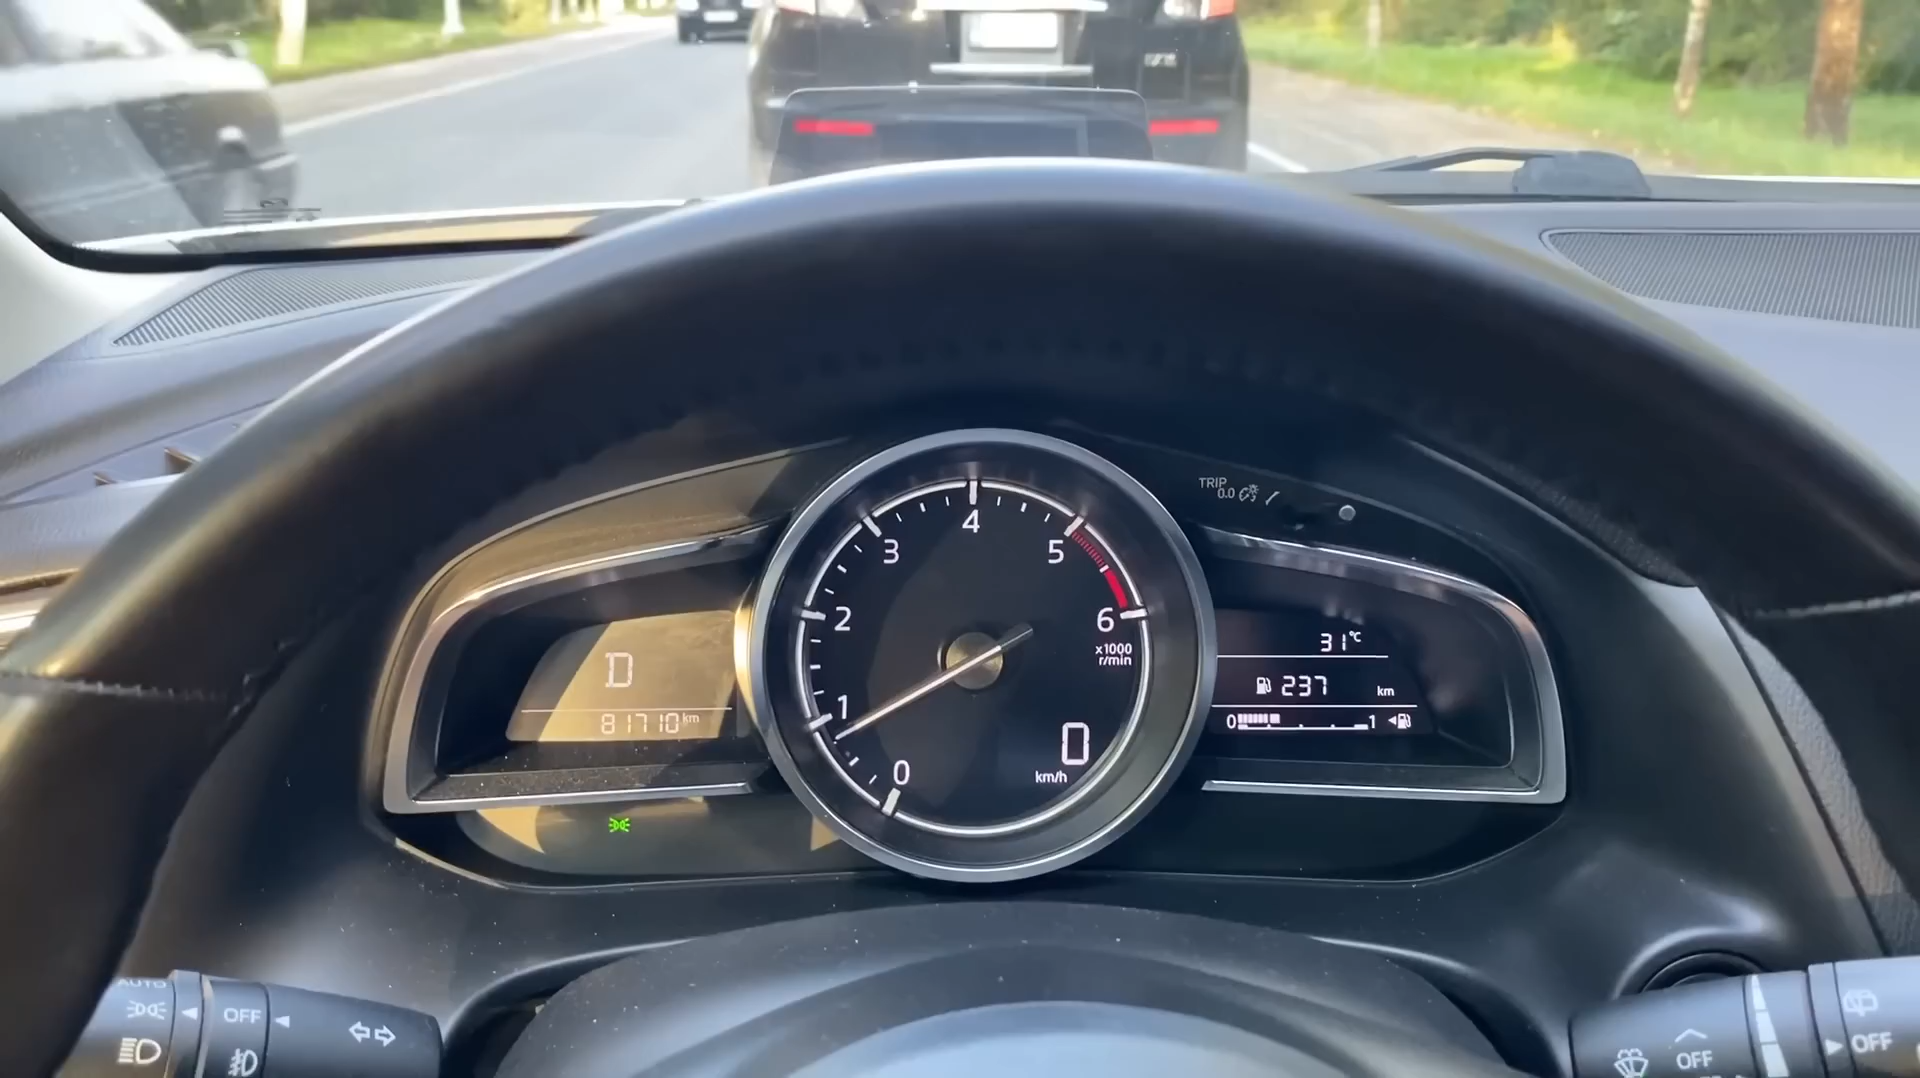 TRIP
0.0
4
3
5
2
6
x1000
r/min
1
0
0
km/h
D
81710 km
31°C
237 km
0 1
AUTO
OFF
OFF
OFF